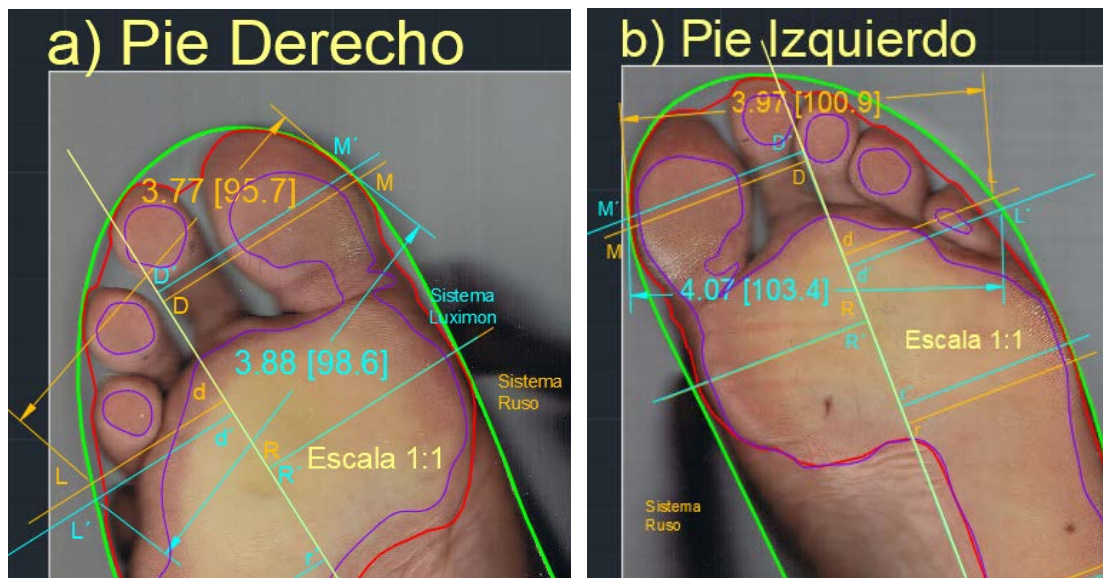 a) Pie Derecho
M´
M
3.77 [95.7]
D´
D
Sistema
Luximon
3.88 [98.6]
Sistema
Ruso
d
d´
R
R´
Escala 1:1
L
L´
r
b) Pie Izquierdo
3.97 [100.9]
D´
D
M´
M
L
L´
d
d´
4.07 [103.4]
R
R´
Escala 1:1
r´
r
Sistema
Ruso